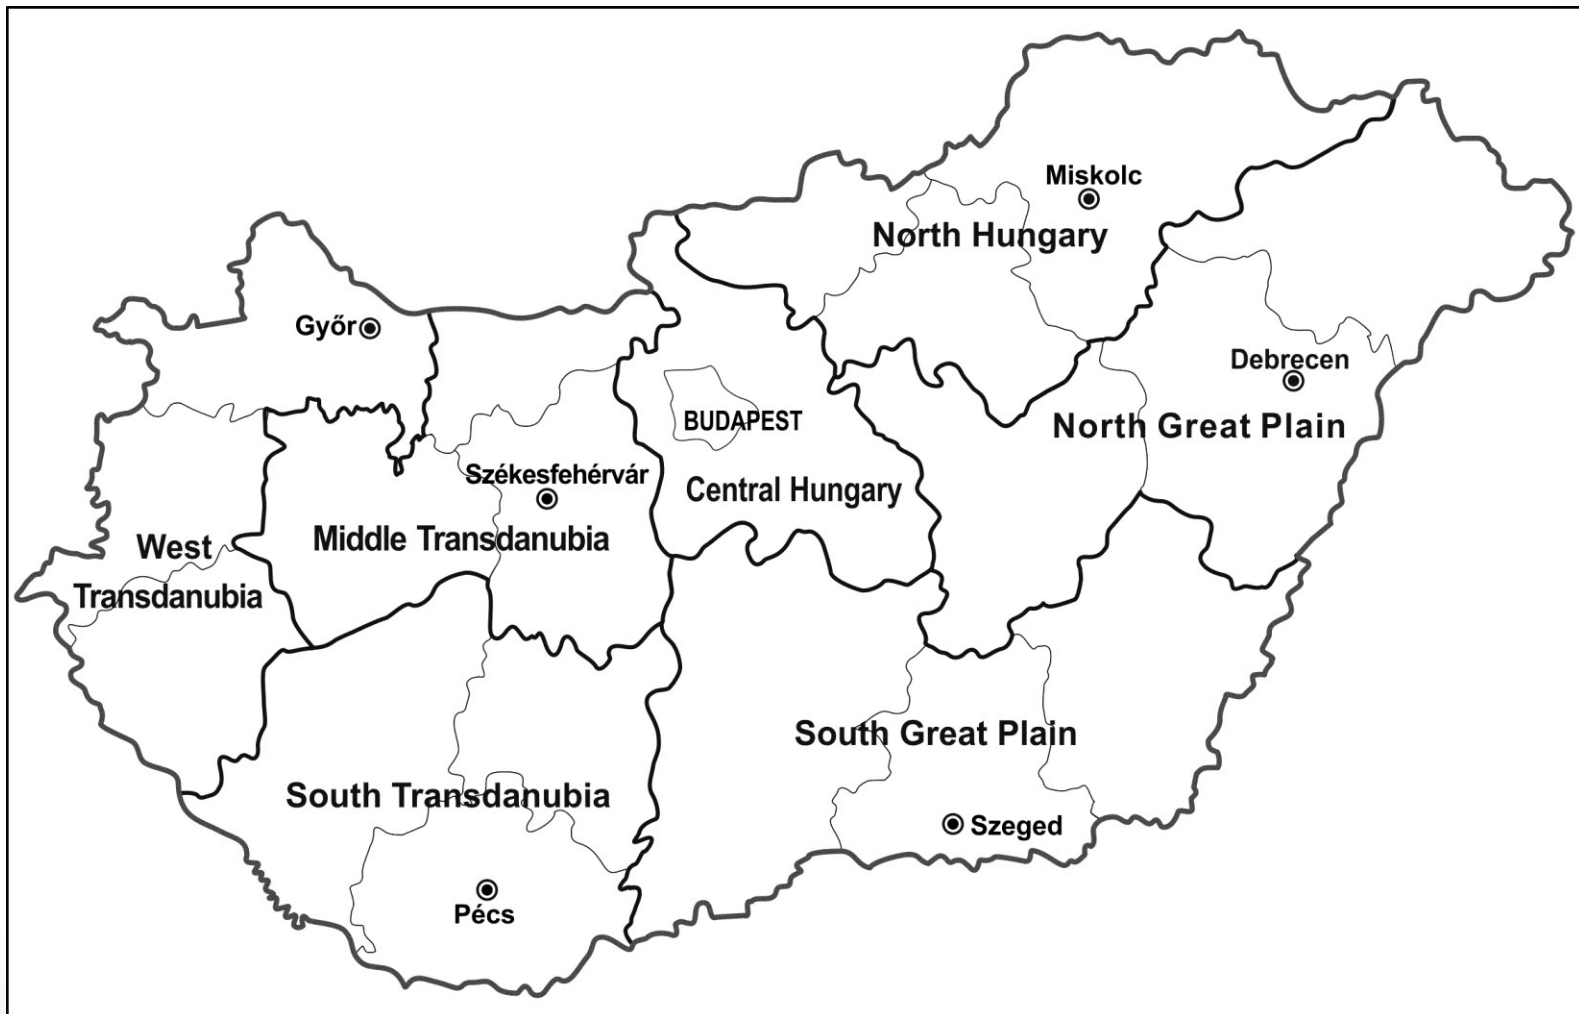 Miskolc
North Hungary
Győr
Debrecen
BUDAPEST
North Great Plain
Székesfehérvár
Central Hungary
Middle Transdanubia
West
Transdanubia
South Great Plain
South Transdanubia
Szeged
Pécs